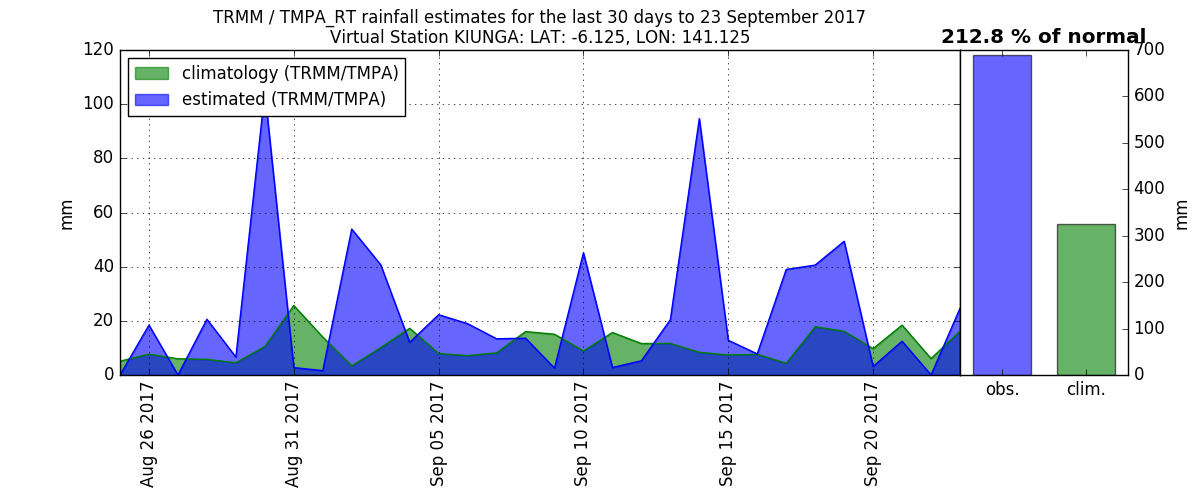 TRMM / TMPA_RT rainfall estimates for the last 30 days to 23 September 2017
Virtual Station KIUNGA: LAT: -6.125, LON: 141.125
212.8 % of normal
climatology (TRMM/TMPA)
estimated (TRMM/TMPA)
120
100
80
60
40
20
0
mm
Aug 26 2017
Aug 31 2017
Sep 05 2017
Sep 10 2017
Sep 15 2017
Sep 20 2017
obs.
clim.
700
600
500
400
300
200
100
0
mm